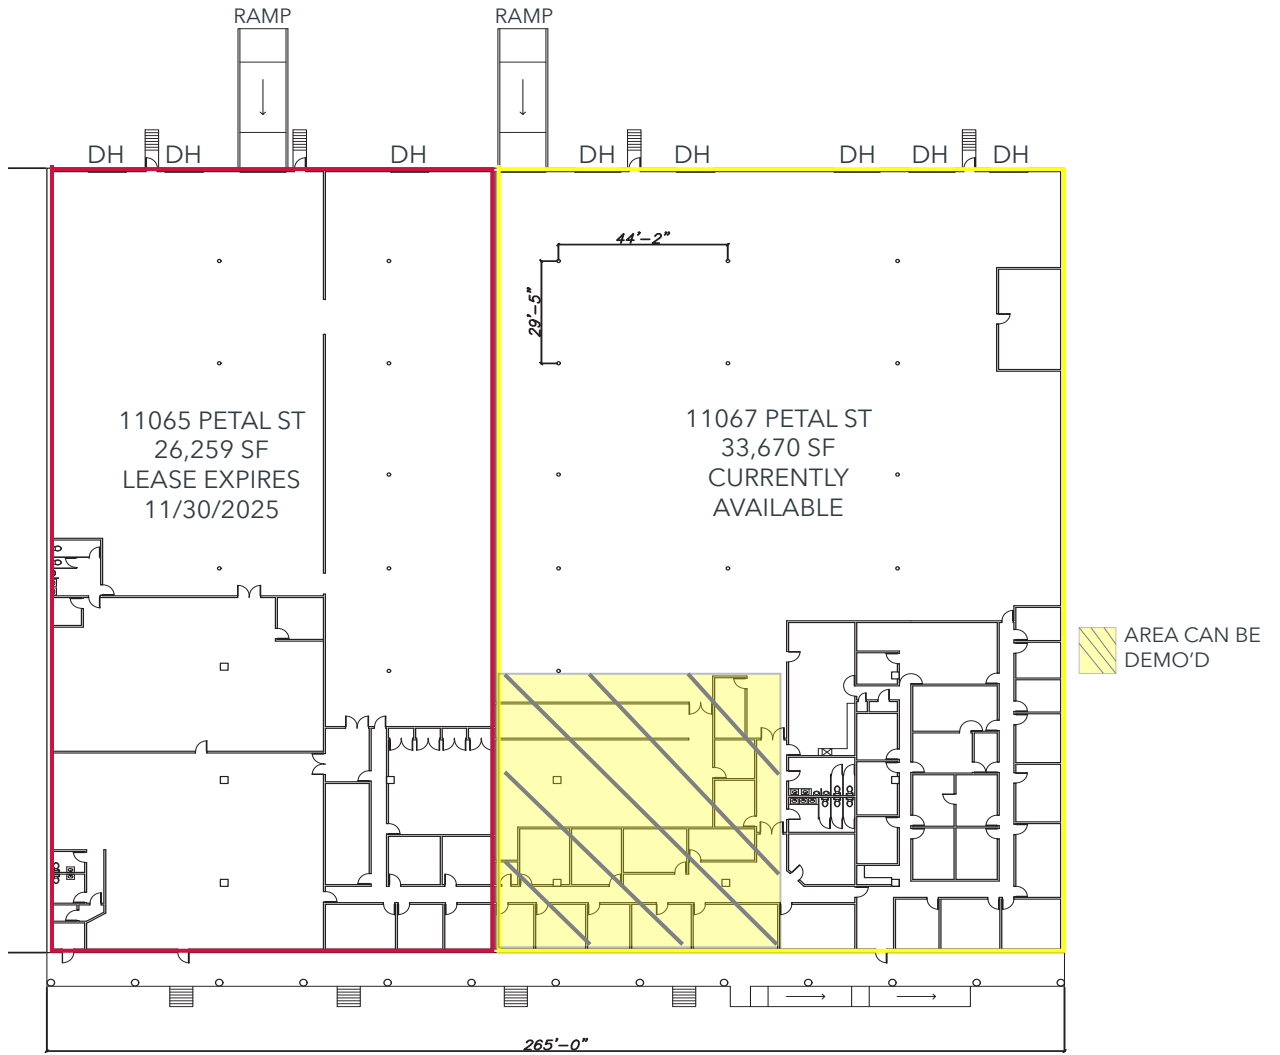 RAMP
RAMP
DH
DH
DH
DH
DH
DH
DH
DH
44'-2"
29'-5"
11065 PETAL ST
26,259 SF
LEASE EXPIRES
11/30/2025
11067 PETAL ST
33,670 SF
CURRENTLY
AVAILABLE
AREA CAN BE
DEMO'D
265'-0"